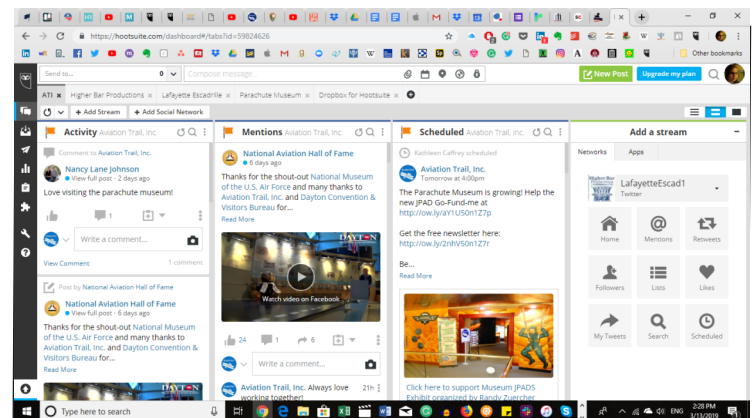 https://hootsuite.com/dashboard#/tabs?id=59824626
Other bookmarks
Send to...
0
Compose message...
New Post
Upgrade my plan
ATI
Higher Bar Productions
Lafayette Escadrille
Parachute Museum
Dropbox for Hootsuite
+ Add Stream
+ Add Social Network
Activity Aviation Trail, Inc.
Comment to Aviation Trail, Inc.
Nancy Lane Johnson
View full post · 2 days ago
Love visiting the parachute museum!
1
Write a comment...
View Comment
1 comment
Post by National Aviation Hall of Fame
National Aviation Hall of Fame
View full post · 6 days ago
Thanks for the shout-out National Museum
of the U.S. Air Force and many thanks to
Aviation Trail, Inc. and Dayton Convention &
Visitors Bureau for...
Read More
DAYTON
Mentions Aviation Trail, Inc.
National Aviation Hall of Fame
6 days ago
Thanks for the shout-out National Museum
of the U.S. Air Force and many thanks to
Aviation Trail, Inc. and Dayton Convention &
Visitors Bureau for...
Read More
DAYTON
Watch video on Facebook
24
1
6
Write a comment...
Aviation Trail, Inc. Always love
21h
working together!
Scheduled Aviation Trail, Inc.
Kathleen Caffrey scheduled
Aviation Trail, Inc.
Tomorrow at 4:00pm
The Parachute Museum is growing! Help the
new JPAD Go-Fund-me at
http://ow.ly/aY1U50n1Z7p
Get the free newsletter here:
http://ow.ly/2nhV50n1Z7r
Be...
Read More
Click here to support Museum JPADS
Exhibit organized by Randy Zuercher
Add a stream
Networks
Apps
LafayetteEscad1
Twitter
Home
Mentions
Retweets
Followers
Lists
Likes
My Tweets
Search
Scheduled
Type here to search
ENG
2:28 PM
3/13/2019